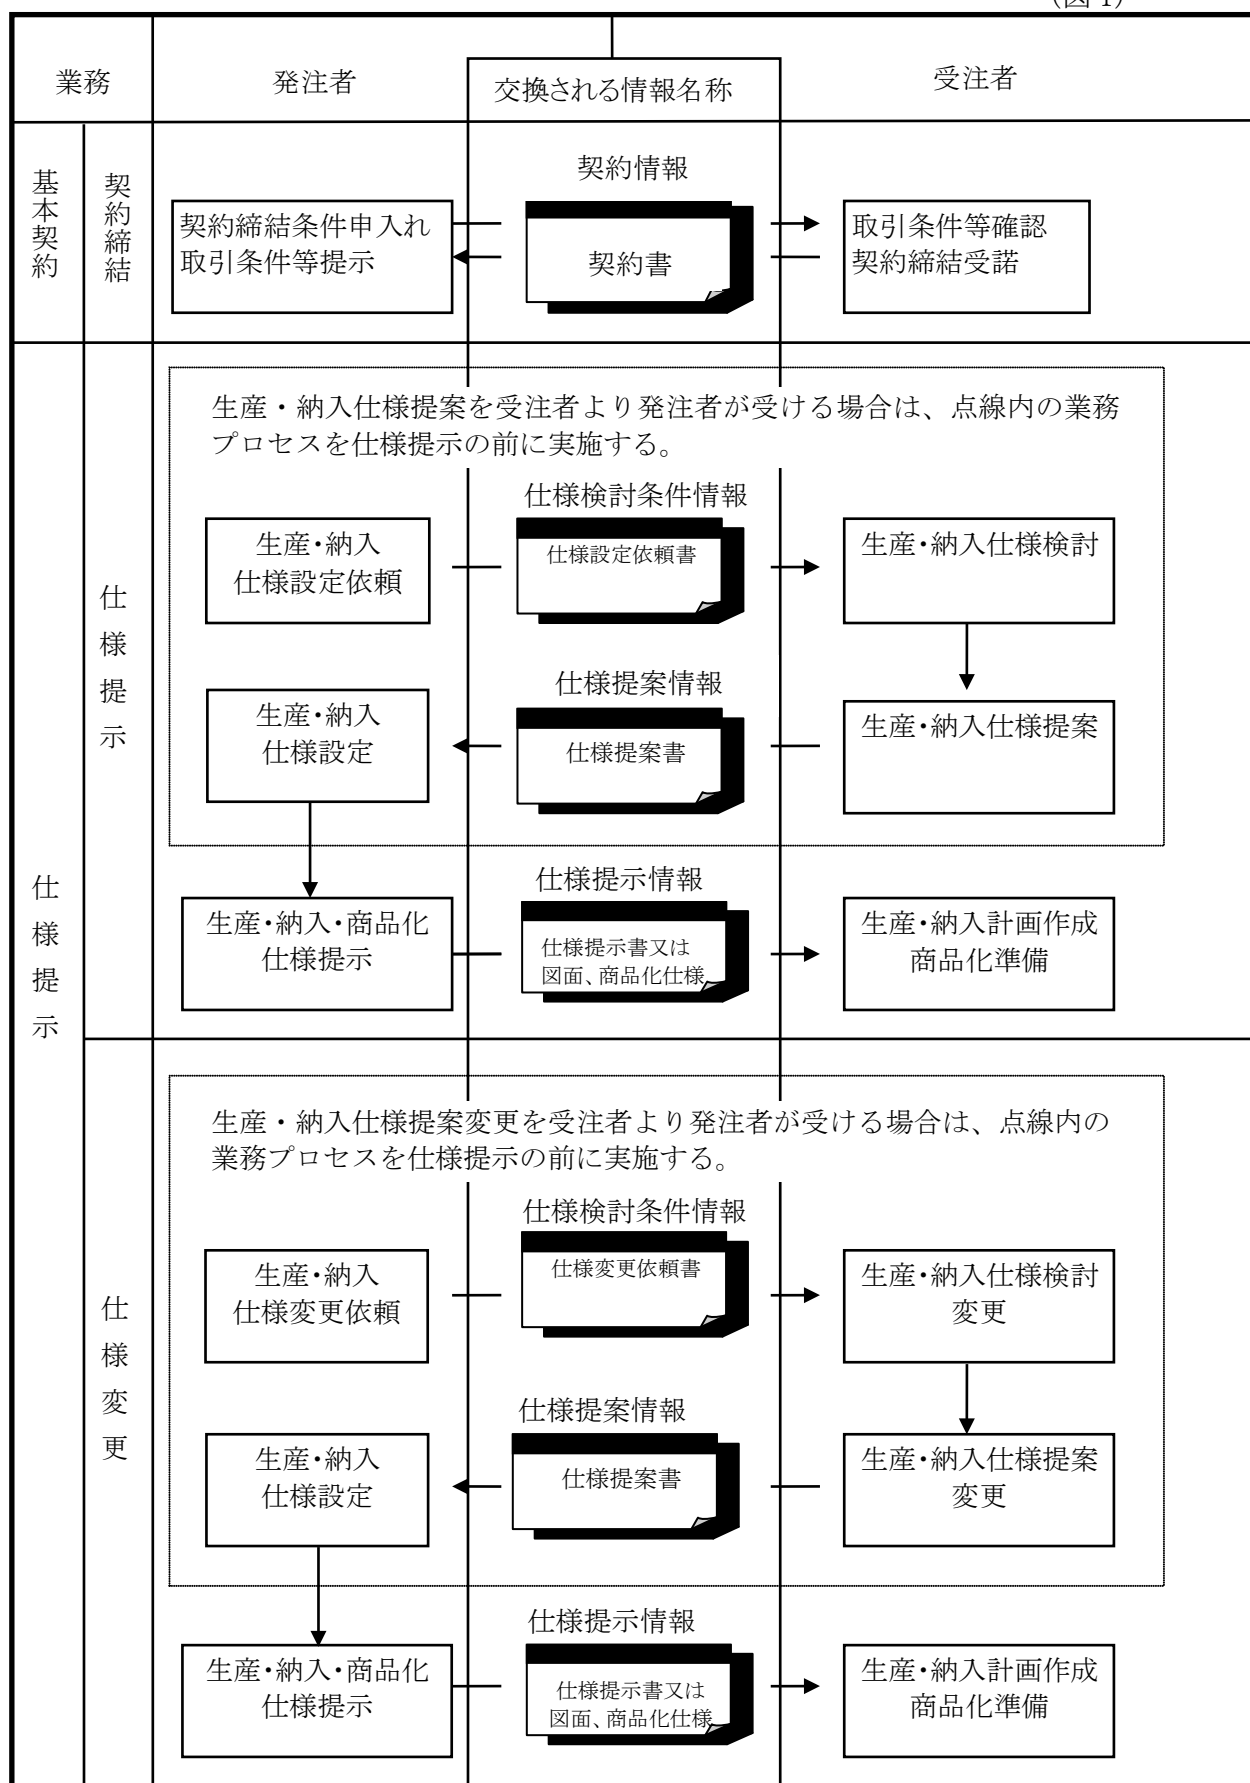 (図 1)
業務
発注者
交換される情報名称
受注者
基本契約
契約締結
契約情報
契約締結条件申入れ
取引条件等提示
契約書
取引条件等確認
契約締結受諾
仕様提示
仕様提示
生産・納入仕様提案を受注者より発注者が受ける場合は、点線内の業務
プロセスを仕様提示の前に実施する。
仕様検討条件情報
生産・納入
仕様設定依頼
仕様設定依頼書
生産・納入仕様検討
仕様提案情報
生産・納入
仕様設定
仕様提案書
生産・納入仕様提案
仕様提示情報
生産・納入・商品化
仕様提示
仕様提示書又は
図面、商品化仕様
生産・納入計画作成
商品化準備
仕様変更
生産・納入仕様提案変更を受注者より発注者が受ける場合は、点線内の
業務プロセスを仕様提示の前に実施する。
仕様検討条件情報
生産・納入
仕様変更依頼
仕様変更依頼書
生産・納入仕様検討
変更
仕様提案情報
生産・納入
仕様設定
仕様提案書
生産・納入仕様提案
変更
仕様提示情報
生産・納入・商品化
仕様提示
仕様提示書又は
図面、商品化仕様
生産・納入計画作成
商品化準備